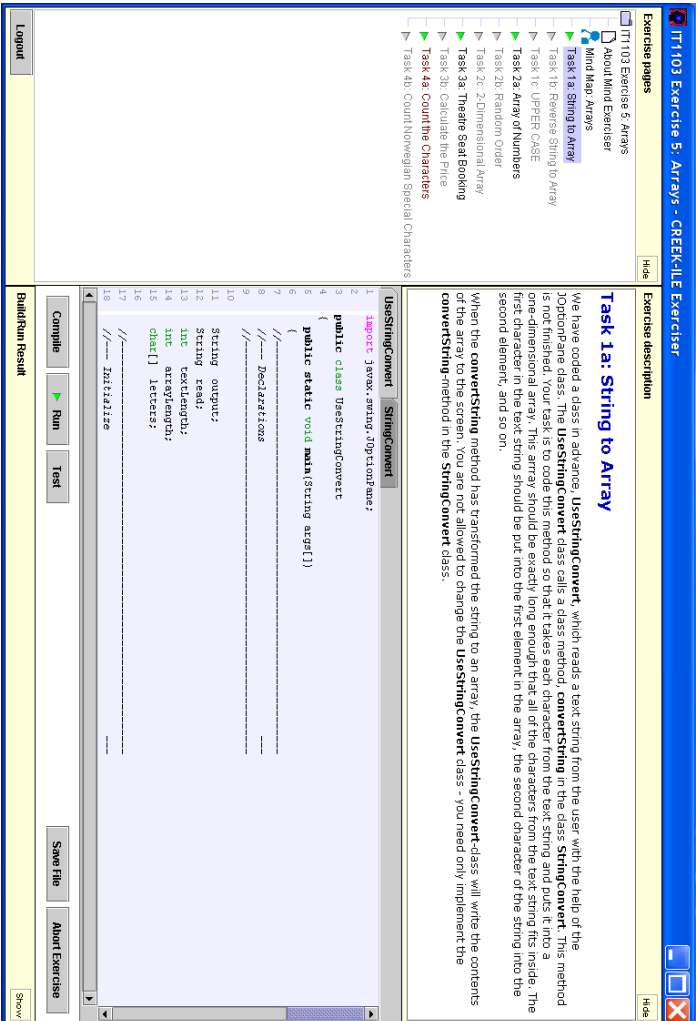 IT1103 Exercise 5: Arrays - CREEK-ILE Exerciser
Exercise pages
Hide
IT1103 Exercise 5: Arrays
About Mind Exerciser
Mind Map: Arrays
Task 1a: String to Array
Task 1b: Reverse String to Array
Task 1c: UPPER CASE
Task 2a: Array of Numbers
Task 2b: Random Order
Task 2c: 2-Dimensional Array
Task 3a: Theatre Seat Booking
Task 3b: Calculate the Price
Task 4a: Count the Characters
Task 4b: Count Norwegian Special Characters
Logout
Exercise description
Hide
Task 1a: String to Array
We have coded a class in advance, UseStringConvert, which reads a text string from the user with the help of the
JOptionPane class. The UseStringConvert class calls a class method, convertString in the class StringConvert. This method
is not finished. Your task is to code this method so that it takes each character from the text string and puts it into a
one-dimensional array. This array should be exactly long enough that all of the characters from the text string fits inside. The
first character in the text string should be put into the first element in the array, the second character of the string into the
second element, and so on.
When the convertString method has transformed the string to an array, the UseStringConvert-class will write the contents
of the array to the screen. You are not allowed to change the UseStringConvert class - you need only implement the
convertString-method in the StringConvert class.
UseStringConvert StringConvert
1 import javax.swing.JOptionPane;
2
3 public class UseStringConvert
4 {
5 public static void main(String args[])
6 {
7 //------------------------------------------------------------
8 //--- Declarations ---
9 //------------------------------------------------------------
10
11 String output;
12 String read;
13 int textLength;
14 int arrayLength;
15 char[] letters;
16
17 //------------------------------------------------------------
18 //--- Initialize ---
Compile Run Test Save File Abort Exercise
Build/Run Result
Show